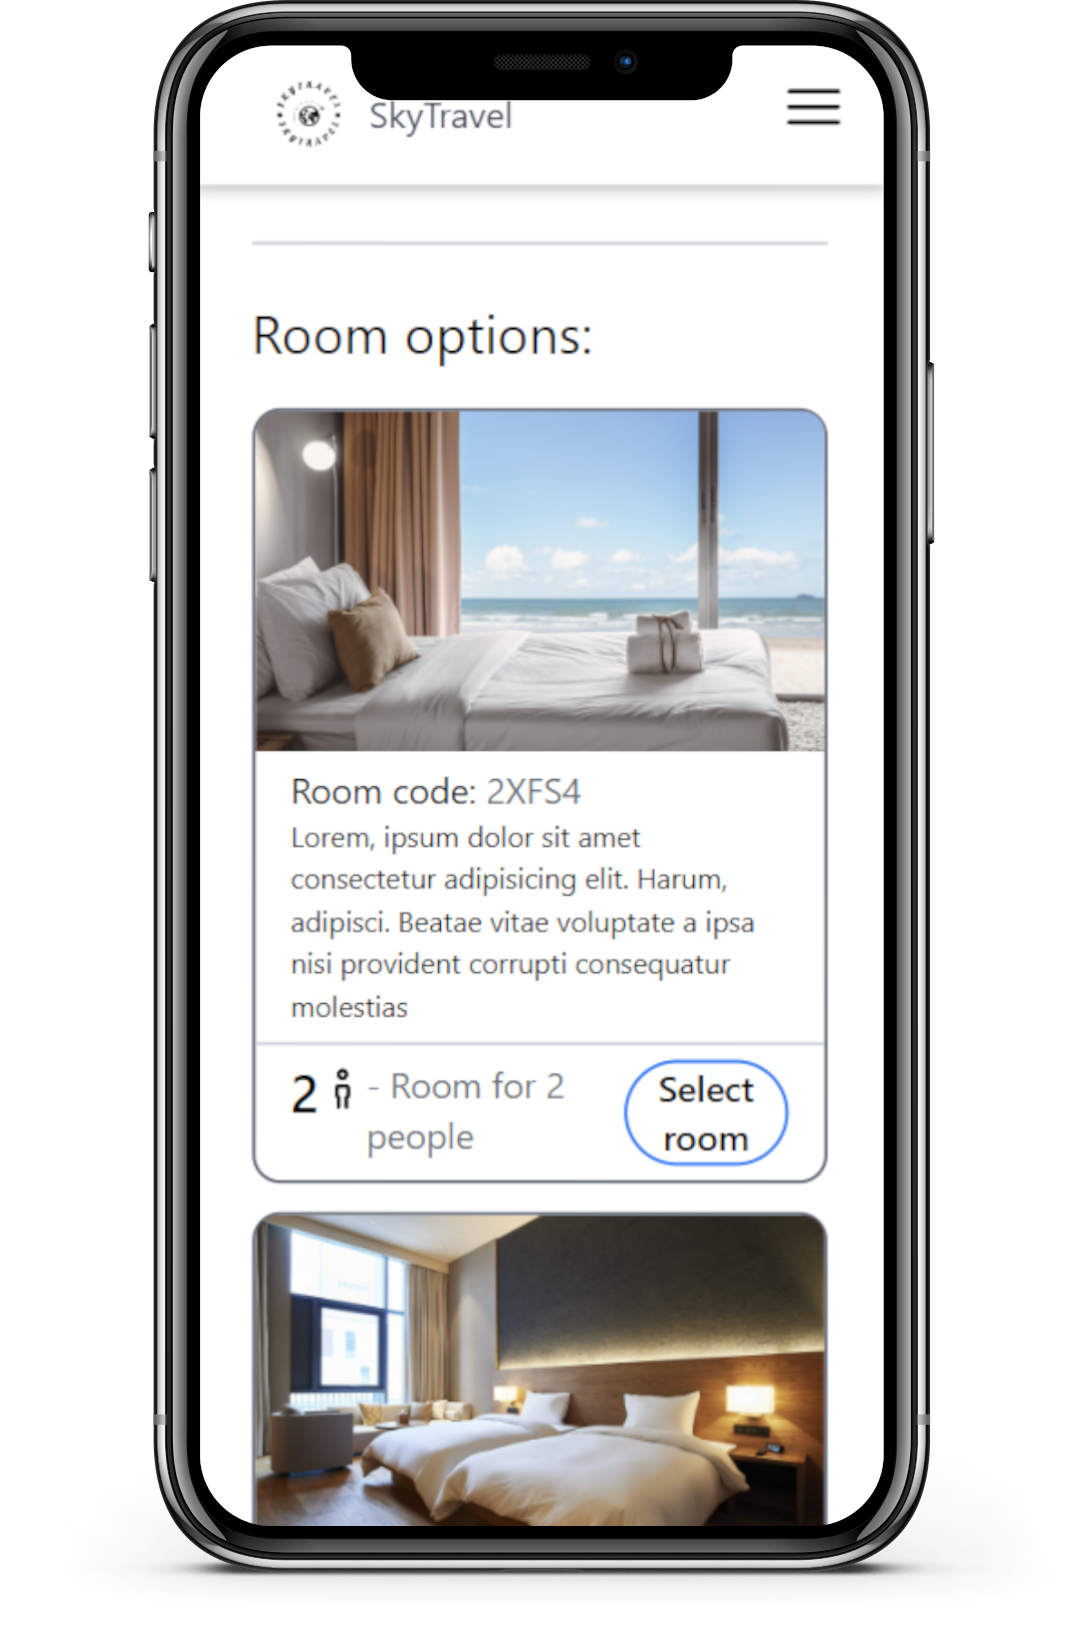 SkyTravel
Room options:
Room code: 2XFS4
Lorem, ipsum dolor sit amet
consectetur adipisicing elit. Harum,
adipisci. Beatae vitae voluptate a ipsa
nisi provident corrupti consequatur
molestias
2 - Room for 2
people
Select
room